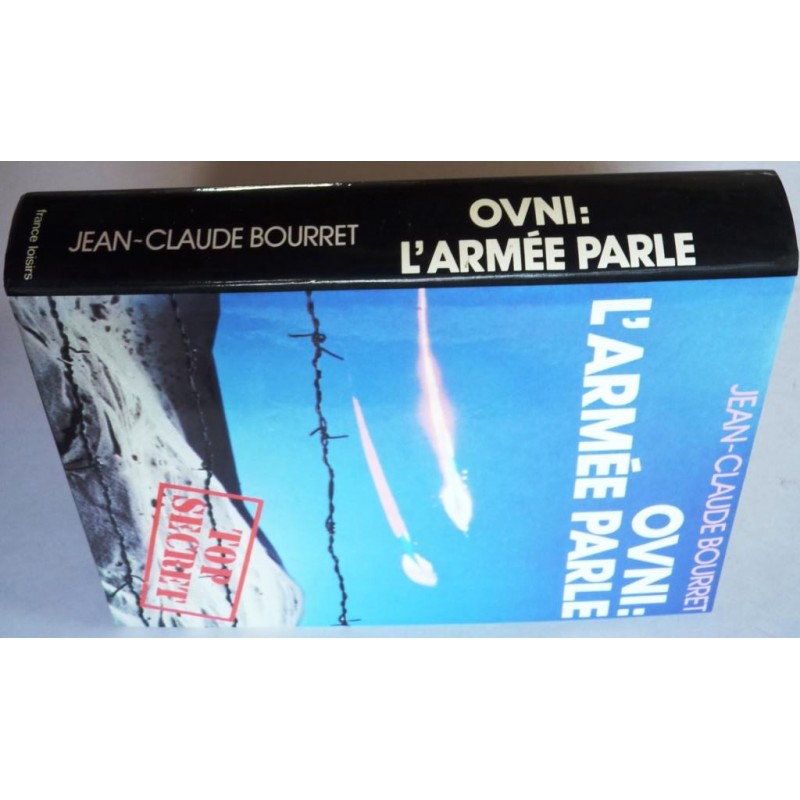 france loisirs
JEAN-CLAUDE BOURRET
OVNI:
L'ARMÉE PARLE
JEAN-CLAUDE BOURRET
OVNI:
L'ARMÉE PARLE
TOP
SECRET